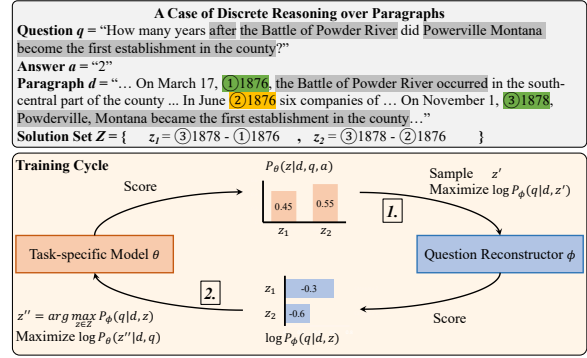 A Case of Discrete Reasoning over Paragraphs
Question q = “How many years after the Battle of Powder River did Powerville Montana
become the first establishment in the county?”
Answer a = “2”
Paragraph d = “… On March 17, ①1876, the Battle of Powder River occurred in the south-
central part of the county ... In June ②1876 six companies of … On November 1, ③1878,
Powderville, Montana became the first establishment in the county…”
Solution Set Z = { z₁ = ③1878 - ①1876 , z₂ = ③1878 - ②1876 }
Training Cycle
Pθ(z|d, q, a)
Score
0.45
0.55
z₁
z₂
1.
Sample z′
Maximize log Pϕ(q|d, z′)
Task-specific Model θ
Question Reconstructor ϕ
z′′ = arg max Pϕ(q|d, z)
z∈Z
Maximize log Pθ(z′′|d, q)
2.
z₁ -0.3
z₂ -0.6
log Pϕ(q|d, z)
Score